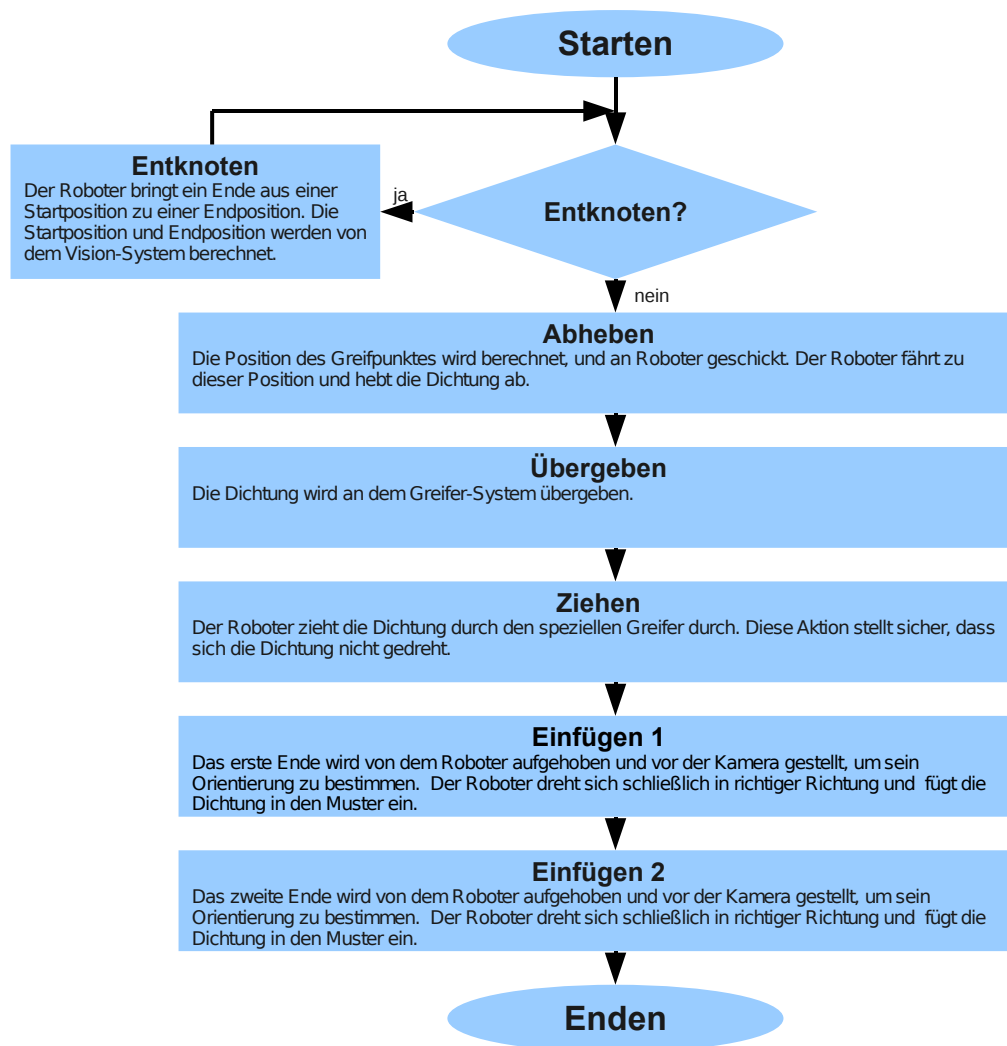 Starten
Entknoten
Der Roboter bringt ein Ende aus einer
Startposition zu einer Endposition. Die
Startposition und Endposition werden von
dem Vision-System berechnet.
ja
Entknoten?
nein
Abheben
Die Position des Greifpunktes wird berechnet, und an Roboter geschickt. Der Roboter fährt zu
dieser Position und hebt die Dichtung ab.
Übergeben
Die Dichtung wird an dem Greifer-System übergeben.
Ziehen
Der Roboter zieht die Dichtung durch den speziellen Greifer durch. Diese Aktion stellt sicher, dass
sich die Dichtung nicht gedreht.
Einfügen 1
Das erste Ende wird von dem Roboter aufgehoben und vor der Kamera gestellt, um sein
Orientierung zu bestimmen.  Der Roboter dreht sich schließlich in richtiger Richtung und  fügt die
Dichtung in den Muster ein.
Einfügen 2
Das zweite Ende wird von dem Roboter aufgehoben und vor der Kamera gestellt, um sein
Orientierung zu bestimmen.  Der Roboter dreht sich schließlich in richtiger Richtung und  fügt die
Dichtung in den Muster ein.
Enden